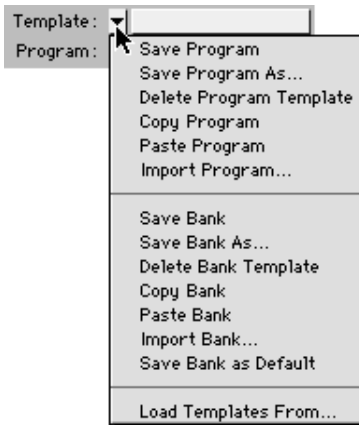 Template:
Program:
Save Program
Save Program As...
Delete Program Template
Copy Program
Paste Program
Import Program...
Save Bank
Save Bank As...
Delete Bank Template
Copy Bank
Paste Bank
Import Bank...
Save Bank as Default
Load Templates From...